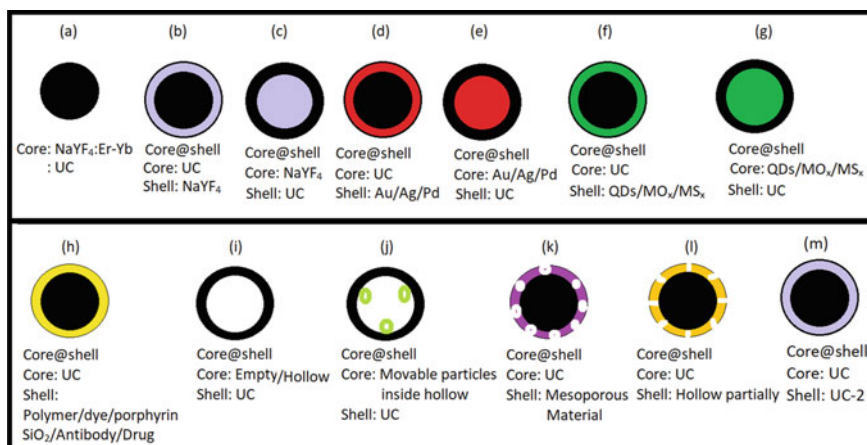 (a)
Core: NaYF₄:Er-Yb
: UC
(b)
Core@shell
Core: UC
Shell: NaYF₄
(c)
Core@shell
Core: NaYF₄
Shell: UC
(d)
Core@shell
Core: UC
Shell: Au/Ag/Pd
(e)
Core@shell
Core: Au/Ag/Pd
Shell: UC
(f)
Core@shell
Core: UC
Shell: QDs/MOₓ/MSₓ
(g)
Core@shell
Core: QDs/MOₓ/MSₓ
Shell: UC
(h)
Core@shell
Core: UC
Shell:
Polymer/dye/porphyrin
SiO₂/Antibody/Drug
(i)
Core@shell
Core: Empty/Hollow
Shell: UC
(j)
Core@shell
Core: Movable particles
inside hollow
Shell: UC
(k)
Core@shell
Core: UC
Shell: Mesoporous
Material
(l)
Core@shell
Core: UC
Shell: Hollow partially
(m)
Core@shell
Core: UC
Shell: UC-2